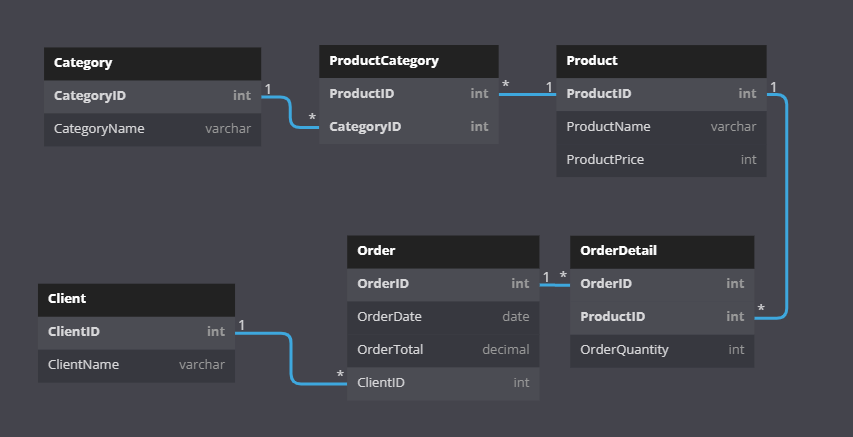 Category
CategoryID int
CategoryName varchar
ProductCategory
ProductID int
CategoryID int
Product
ProductID int
ProductName varchar
ProductPrice int
1
*
*
1
1
Client
ClientID int
ClientName varchar
Order
OrderID int
OrderDate date
OrderTotal decimal
ClientID int
OrderDetail
OrderID int
ProductID int
OrderQuantity int
1
*
1
*
*